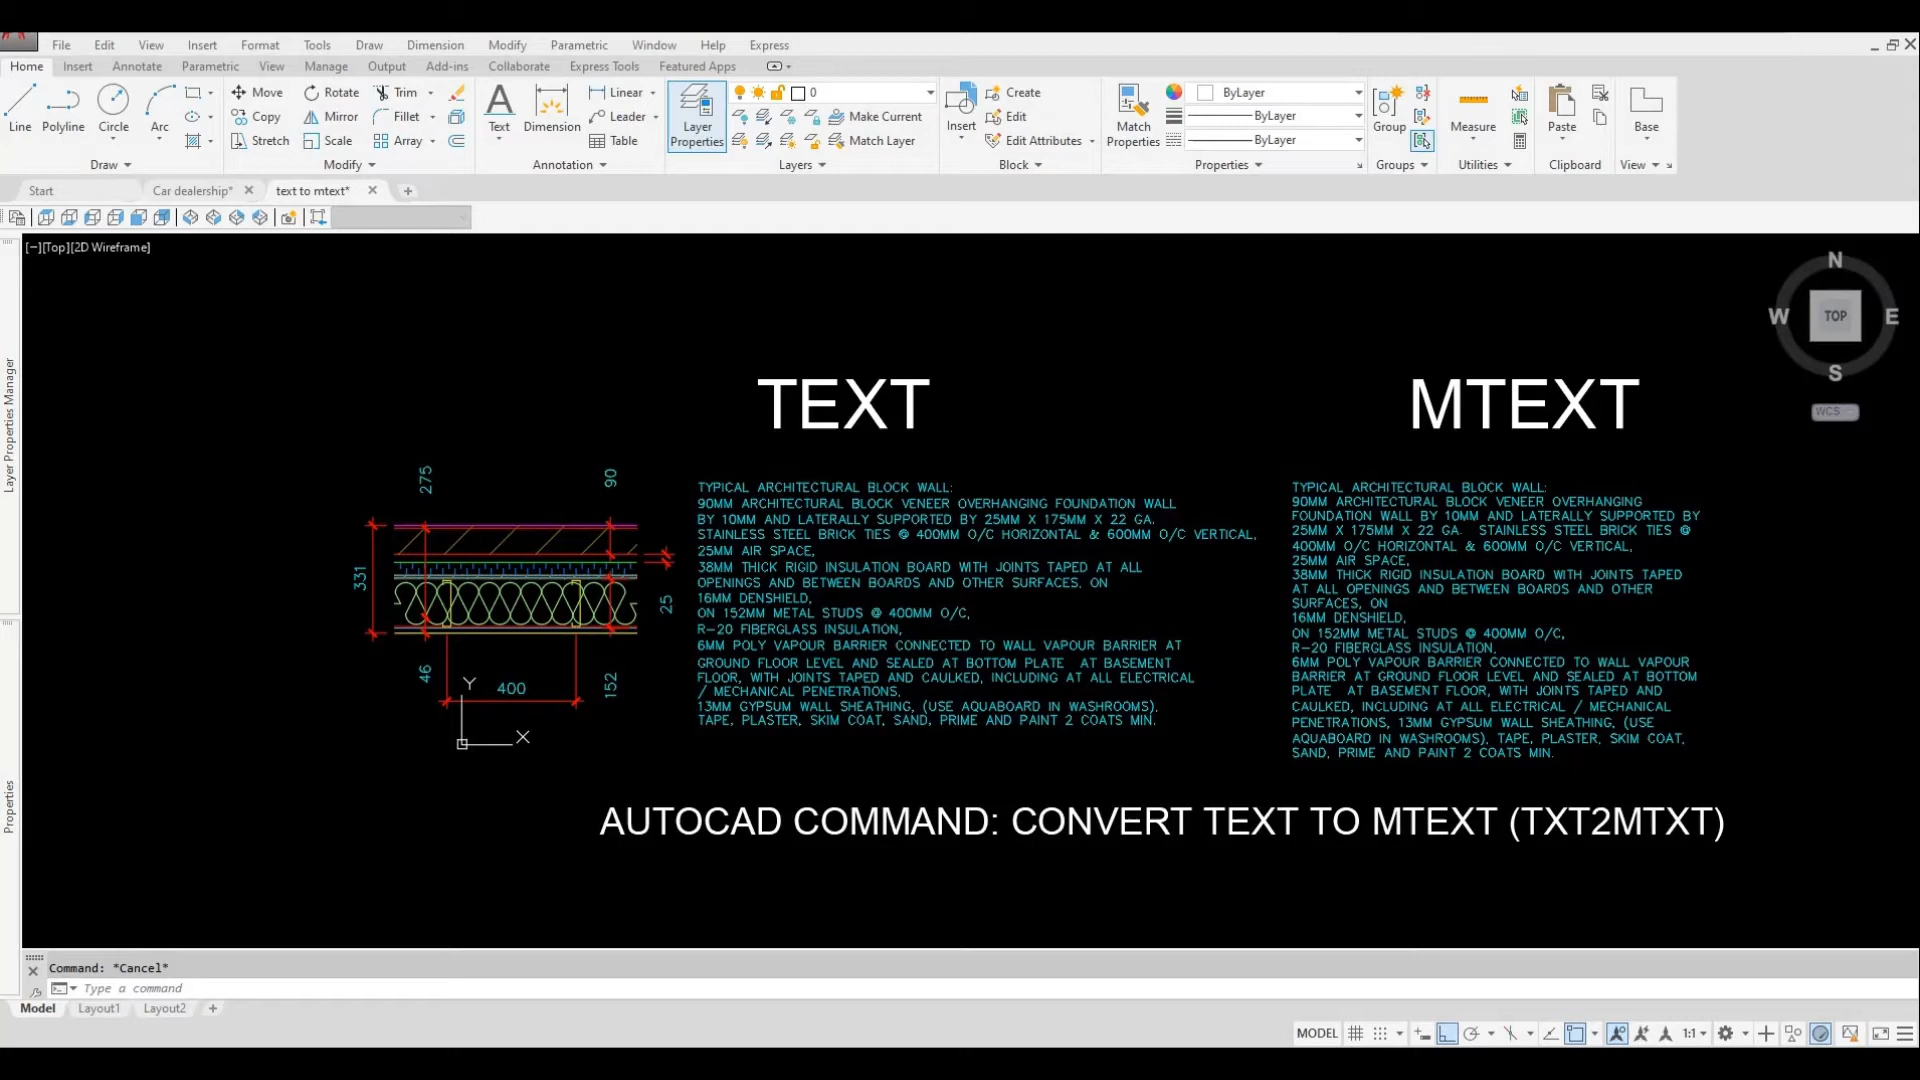 File Edit View Insert Format Tools Draw Dimension Modify Parametric Window Help Express
Home Insert Annotate Parametric View Manage Output Add-ins Collaborate Express Tools Featured Apps
Line Polyline Circle Arc
Move Rotate Trim
Copy Mirror Fillet
Stretch Scale Array
Text Dimension
Linear
Leader
Table
Layer Properties
0
Make Current
Match Layer
Insert
Create
Edit
Edit Attributes
Match Properties
ByLayer
ByLayer
ByLayer
Group
Measure
Paste
Base
Draw Modify Annotation Layers Block Properties Groups Utilities Clipboard View
Start Car dealership* text to mtext*
[−][Top][2D Wireframe]
Layer Properties Manager
Properties
N
W TOP E
S
WCS
TEXT
MTEXT
275
90
331
25
46
400
152
Y
X
TYPICAL ARCHITECTURAL BLOCK WALL:
90MM ARCHITECTURAL BLOCK VENEER OVERHANGING FOUNDATION WALL
BY 10MM AND LATERALLY SUPPORTED BY 25MM X 175MM X 22 GA.
STAINLESS STEEL BRICK TIES @ 400MM O/C HORIZONTAL & 600MM O/C VERTICAL,
25MM AIR SPACE,
38MM THICK RIGID INSULATION BOARD WITH JOINTS TAPED AT ALL
OPENINGS AND BETWEEN BOARDS AND OTHER SURFACES, ON
16MM DENSHIELD,
ON 152MM METAL STUDS @ 400MM O/C,
R-20 FIBERGLASS INSULATION,
6MM POLY VAPOUR BARRIER CONNECTED TO WALL VAPOUR BARRIER AT
GROUND FLOOR LEVEL AND SEALED AT BOTTOM PLATE AT BASEMENT
FLOOR, WITH JOINTS TAPED AND CAULKED, INCLUDING AT ALL ELECTRICAL
/ MECHANICAL PENETRATIONS,
13MM GYPSUM WALL SHEATHING, (USE AQUABOARD IN WASHROOMS),
TAPE, PLASTER, SKIM COAT, SAND, PRIME AND PAINT 2 COATS MIN.
TYPICAL ARCHITECTURAL BLOCK WALL:
90MM ARCHITECTURAL BLOCK VENEER OVERHANGING
FOUNDATION WALL BY 10MM AND LATERALLY SUPPORTED BY
25MM X 175MM X 22 GA. STAINLESS STEEL BRICK TIES @
400MM O/C HORIZONTAL & 600MM O/C VERTICAL,
25MM AIR SPACE,
38MM THICK RIGID INSULATION BOARD WITH JOINTS TAPED
AT ALL OPENINGS AND BETWEEN BOARDS AND OTHER
SURFACES, ON
16MM DENSHIELD,
ON 152MM METAL STUDS @ 400MM O/C,
R-20 FIBERGLASS INSULATION,
6MM POLY VAPOUR BARRIER CONNECTED TO WALL VAPOUR
BARRIER AT GROUND FLOOR LEVEL AND SEALED AT BOTTOM
PLATE AT BASEMENT FLOOR, WITH JOINTS TAPED AND
CAULKED, INCLUDING AT ALL ELECTRICAL / MECHANICAL
PENETRATIONS, 13MM GYPSUM WALL SHEATHING, (USE
AQUABOARD IN WASHROOMS), TAPE, PLASTER, SKIM COAT,
SAND, PRIME AND PAINT 2 COATS MIN.
AUTOCAD COMMAND: CONVERT TEXT TO MTEXT (TXT2MTXT)
Command: *Cancel*
Type a command
Model Layout1 Layout2
MODEL 1:1